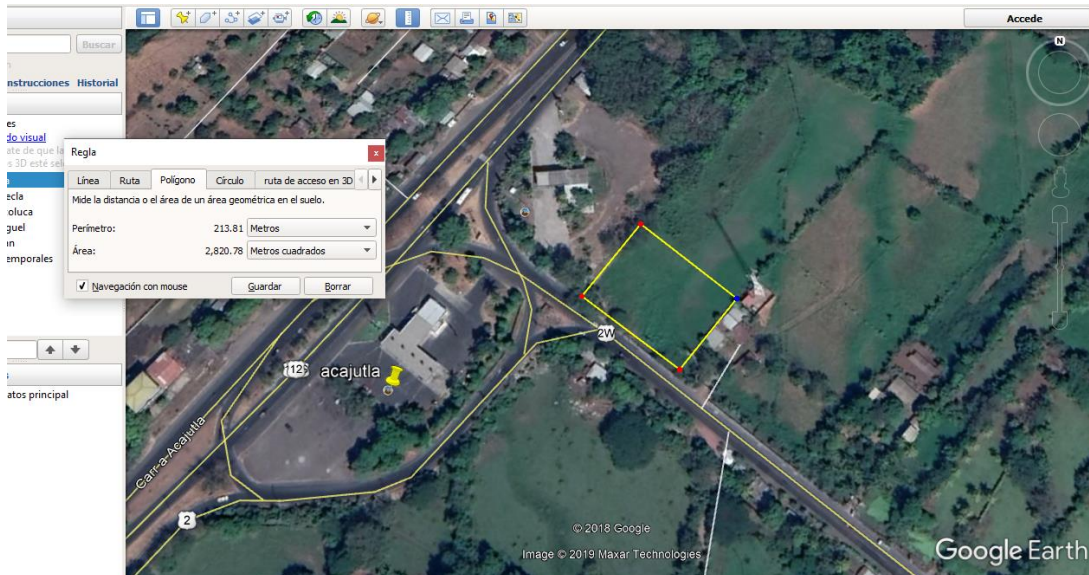 Accede
Buscar
nstrucciones Historial
es
do visual
ate de que la
s 3D esté sel
a
ecla
coluca
guel
an
emporales
s
atos principal
Regla
Línea Ruta Polígono Círculo ruta de acceso en 3D
Mide la distancia o el área de un área geométrica en el suelo.
Perímetro: 213.81 Metros
Área: 2,820.78 Metros cuadrados
Navegación con mouse Guardar Borrar
N
2W
acajutla
Carr-a-Acajutla
2
© 2018 Google
Image © 2019 Maxar Technologies
Google Earth